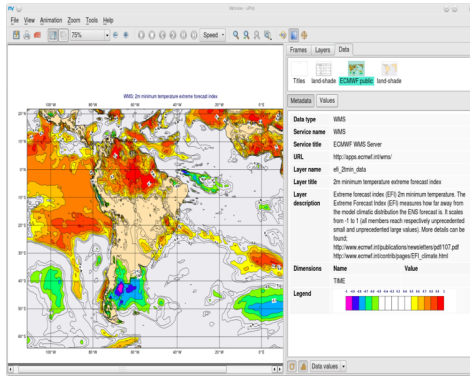 File View Animation Zoom Tools Help
75% Speed
Frames Layers Data
Titles land-shade ECMWF public land-shade
Metadata Values
WMS: 2m minimum temperature extreme forecast index
Data type WMS
Service name WMS
Service title ECMWF WMS Server
URL http://apps.ecmwf.int/wms/
Layer name efi_2tmin_data
Layer title 2m minimum temperature extreme forecast index
Layer description Extreme forecast index (EFI) 2m minimum temperature. The
Extreme Forecast Index (EFI) measures how far away from
the model climatic distribution the ENS forecast is. It scales
from -1 to 1 (all members reach respectively unprecedented
small and unprecedented large values). More details can be
found;
http://www.ecmwf.int/publications/newsletters/pdf/107.pdf
http://www.ecmwf.int/contrib/pages/EFI_climate.html
Dimensions Name Value
TIME
Legend
Data values